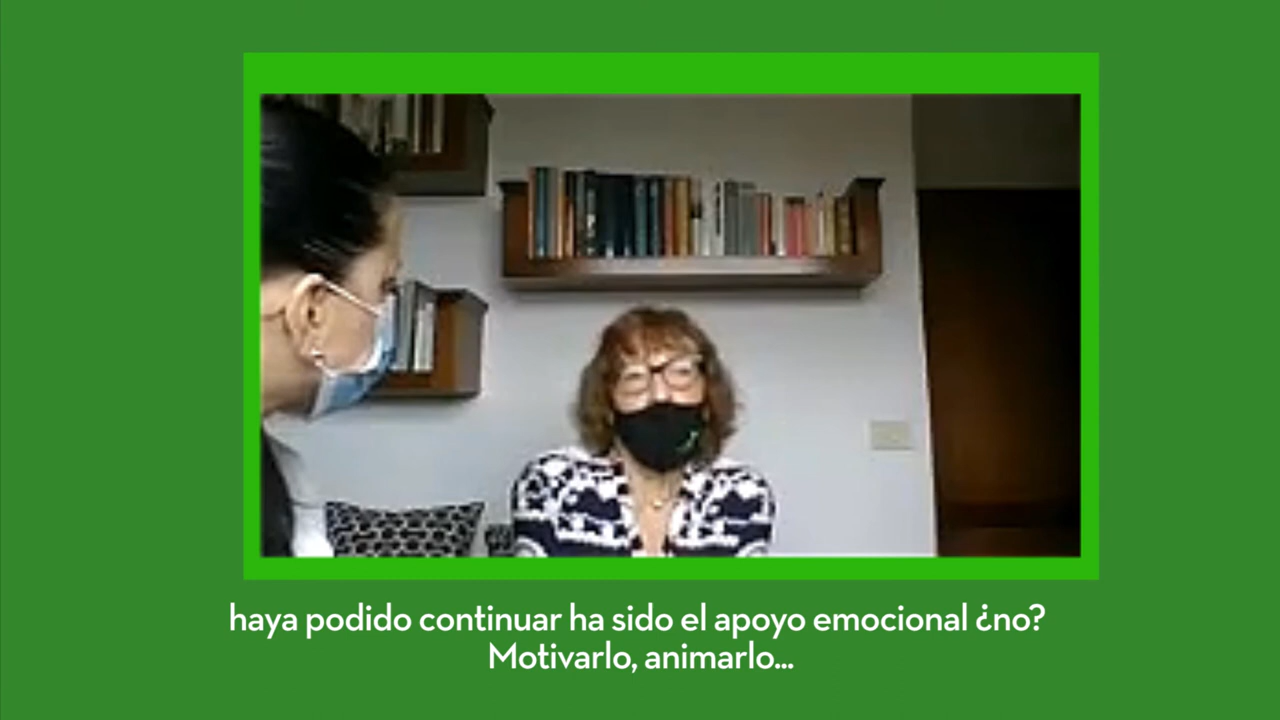 haya podido continuar ha sido el apoyo emocional ¿no?
Motivarlo, animarlo...